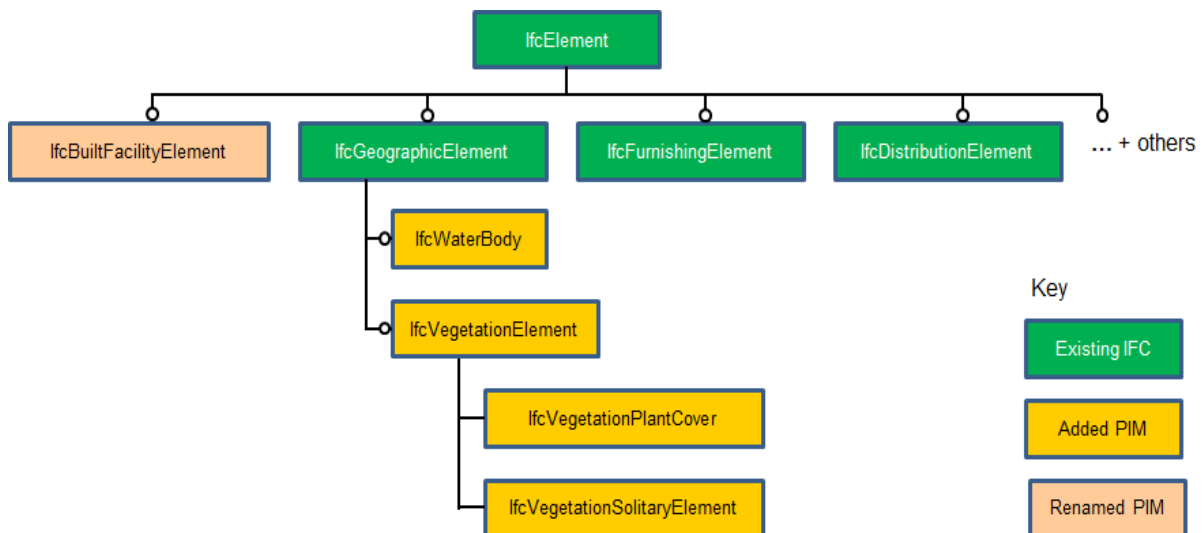 IfcElement
IfcBuiltFacilityElement
IfcGeographicElement
IfcFurnishingElement
IfcDistributionElement
... + others
IfcWaterBody
IfcVegetationElement
IfcVegetationPlantCover
IfcVegetationSolitaryElement
Key
Existing IFC
Added PIM
Renamed PIM